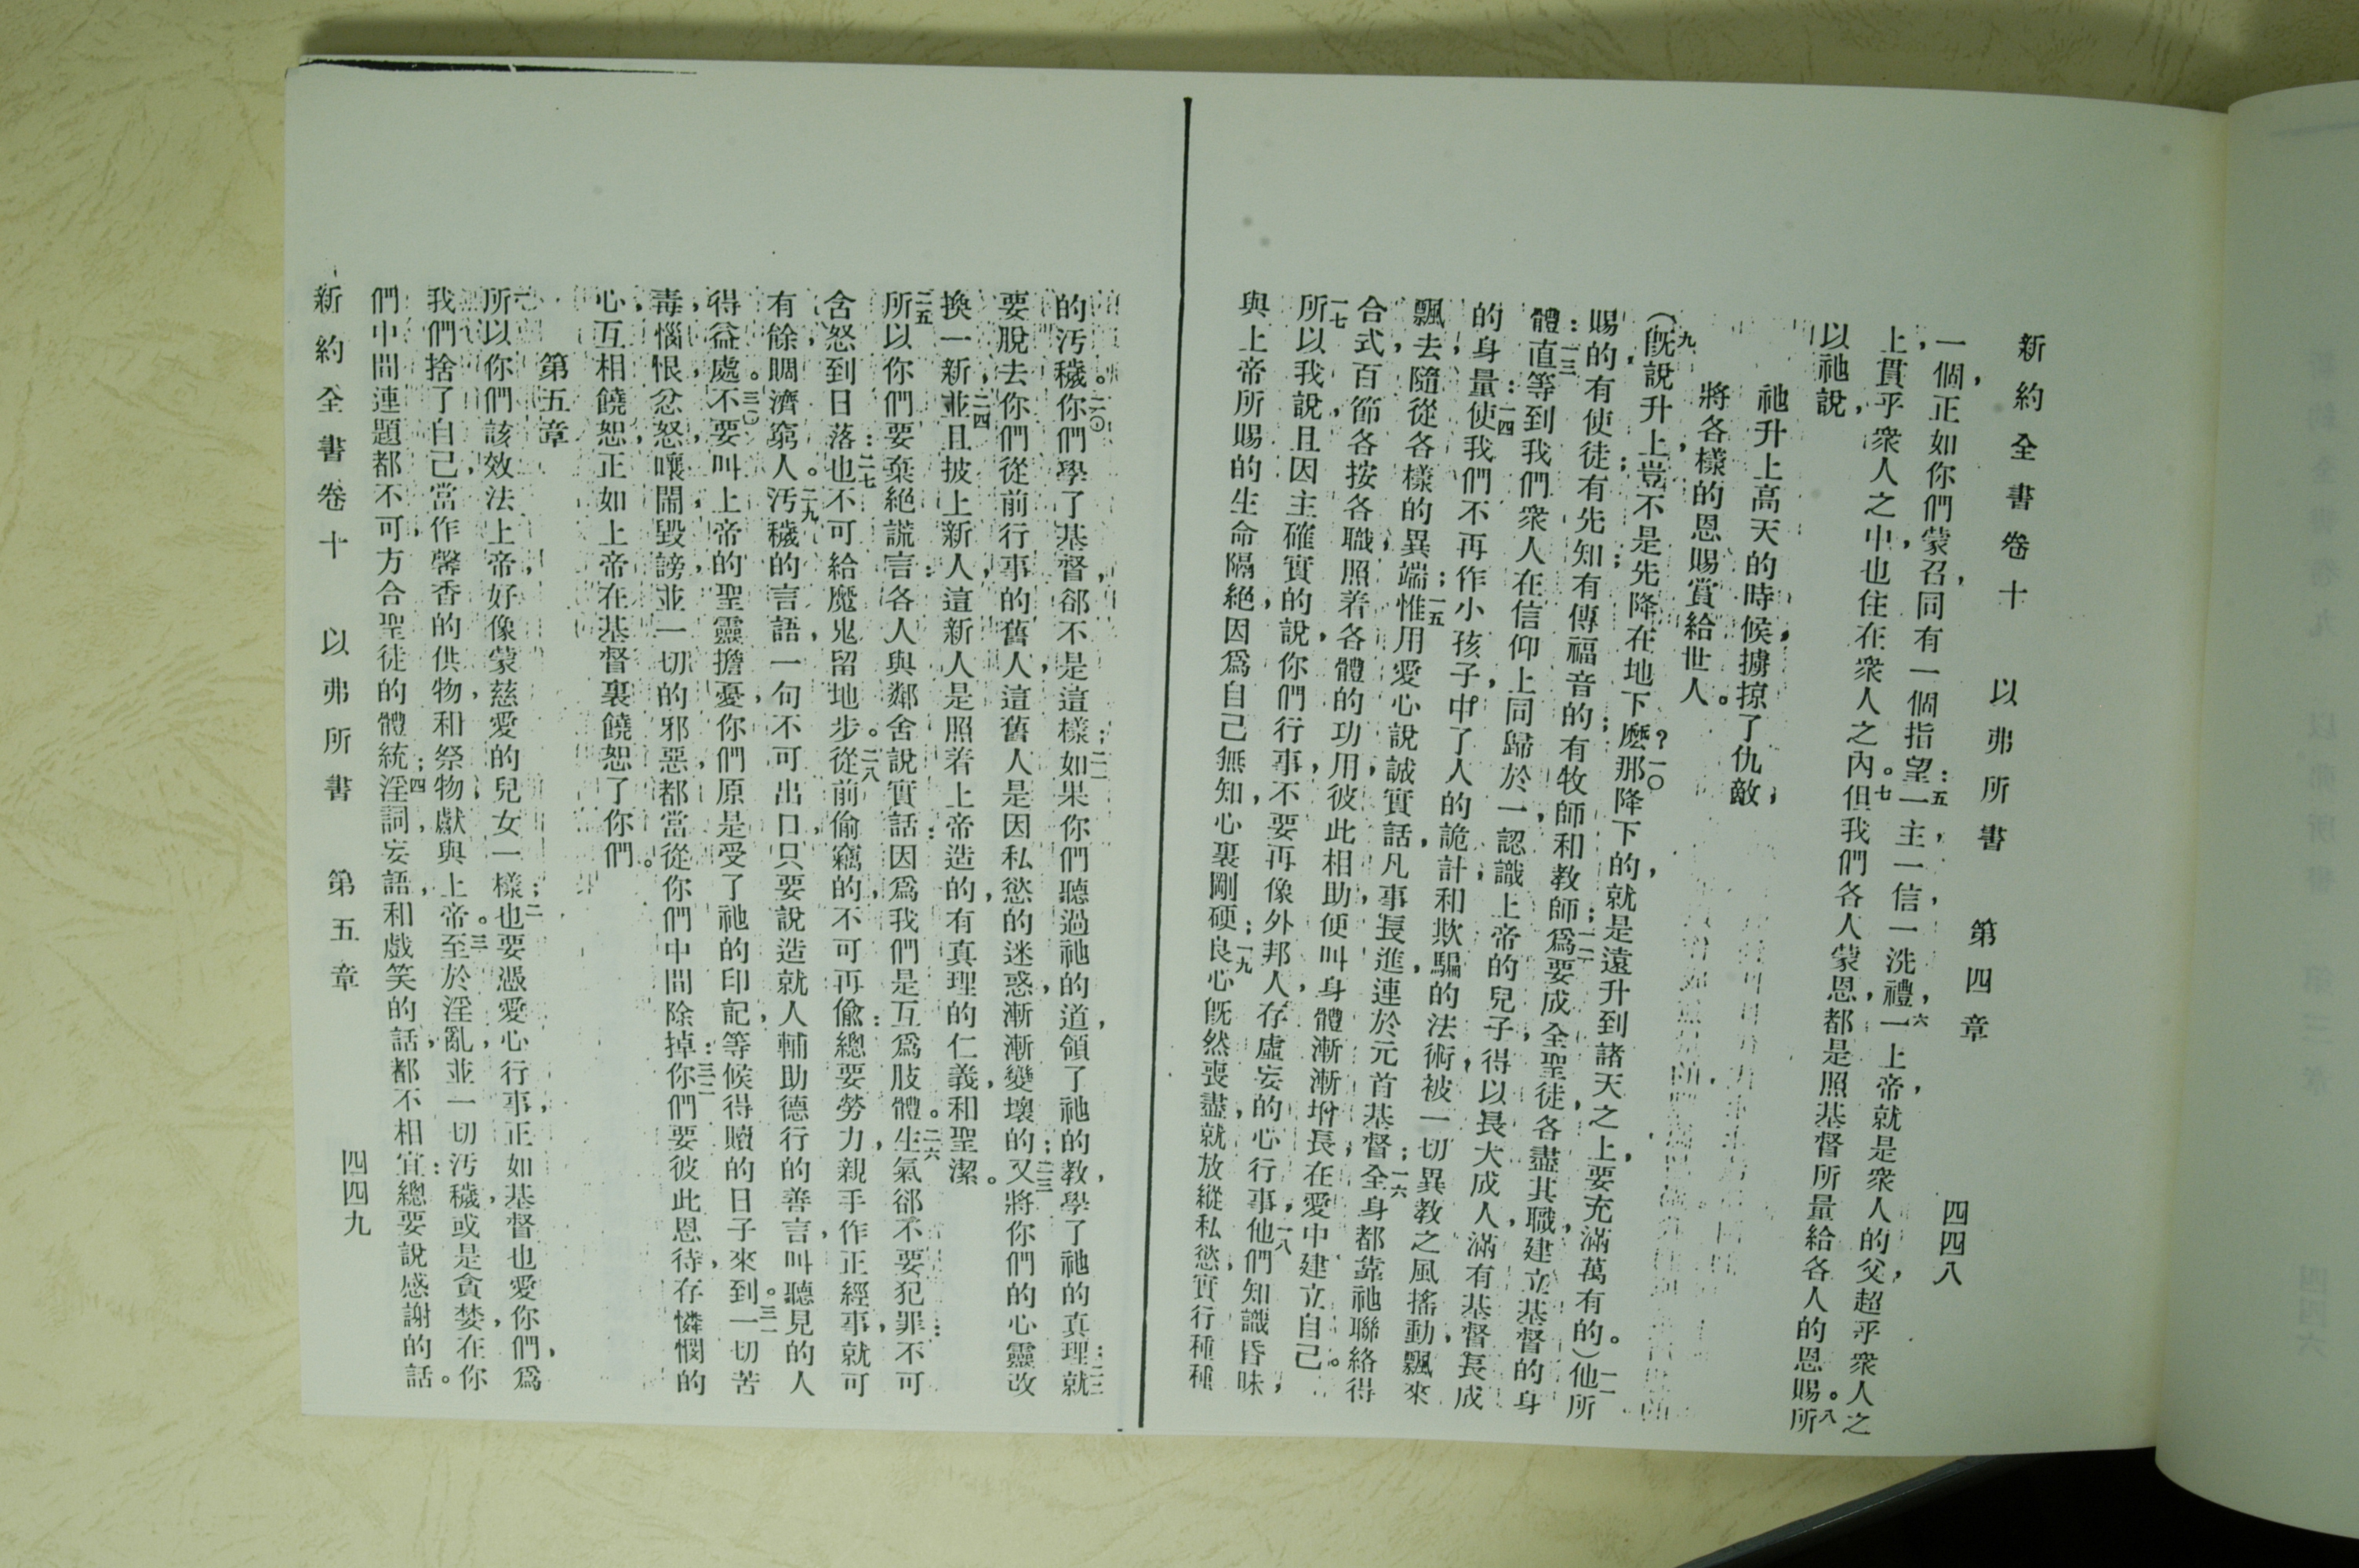 新約全書卷十 以弗所書 第四章 四四八
一個，正如你們蒙召，同有一個指望：五一主，一信，一洗禮，六一上帝，就是衆人的父，超乎衆人之
上，貫乎衆人之中，也住在衆人之內。七但我們各人蒙恩，都是照基督所量給各人的恩賜。八所
以祂說，
祂升上高天的時候，擄掠了仇敵，
將各樣的恩賜賞給世人。
九（旣說升上，豈不是先降在地下麼？一〇那降下的，就是遠升到諸天之上，要充滿萬有的。）一一他所
賜的，有使徒；有先知；有傳福音的；有牧師和教師；一二爲要成全聖徒，各盡其職，建立基督的身
體：一三直等到我們衆人在信仰上同歸於一，認識上帝的兒子，得以長大成人，滿有基督長成
的身量：一四使我們不再作小孩子，中了人的詭計，和欺騙的法術，被一切異教之風搖動，飄來
飄去，隨從各樣的異端；一五惟用愛心說誠實話，凡事長進，連於元首基督；一六全身都靠祂聯絡得
合式，百節各按各職，照着各體的功用，彼此相助，便叫身體漸漸增長，在愛中建立自己。
一七所以我說，且因主確實的說，你們行事，不要再像外邦人存虛妄的心行事，一八他們知識昏昧，
與上帝所賜的生命隔絕，因爲自己無知，心裏剛硬；一九良心旣然喪盡，就放縱私慾，實行種種
的汚穢。二〇你們學了基督，郤不是這樣；二一如果你們聽過祂的道，領了祂的教，學了祂的真理：二二就
要脫去你們從前行事的舊人，這舊人是因私慾的迷惑，漸漸變壞的；二三又將你們的心靈改
換一新，二四並且披上新人，這新人是照着上帝造的，有真理的仁義，和聖潔。
二五所以你們要棄絕謊言，各人與鄰舍說實話：因爲我們是互爲肢體。二六生氣郤不要犯罪：不可
含怒到日落：二七也不可給魔鬼留地步。二八從前偷竊的，不可再偸：總要勞力，親手作正經事，就可
有餘，賙濟窮人。二九汚穢的言語，一句不可出口，只要說造就人，輔助德行的善言，叫聽見的人
得益處。三〇不要叫上帝的聖靈擔憂，你們原是受了祂的印記，等候得贖的日子來到。三一一切苦
毒，惱恨，忿怒，嚷鬧，毀謗，並一切的邪惡，都當從你們中間除掉：三二你們要彼此恩待，存憐憫的
心，互相饒恕，正如上帝在基督裏饒恕了你們。
第五章
一所以你們該效法上帝，好像蒙慈愛的兒女一樣；二也要憑愛心行事，正如基督也愛你們，爲
我們捨了自己，當作馨香的供物，和祭物，獻與上帝。三至於淫亂，並一切汚穢，或是貪婪，在你
們中間連題都不可，方合聖徒的體統；四淫詞，妄語，和戲笑的話，都不相宜：總要說感謝的話。
新約全書卷十 以弗所書 第五章 四四九